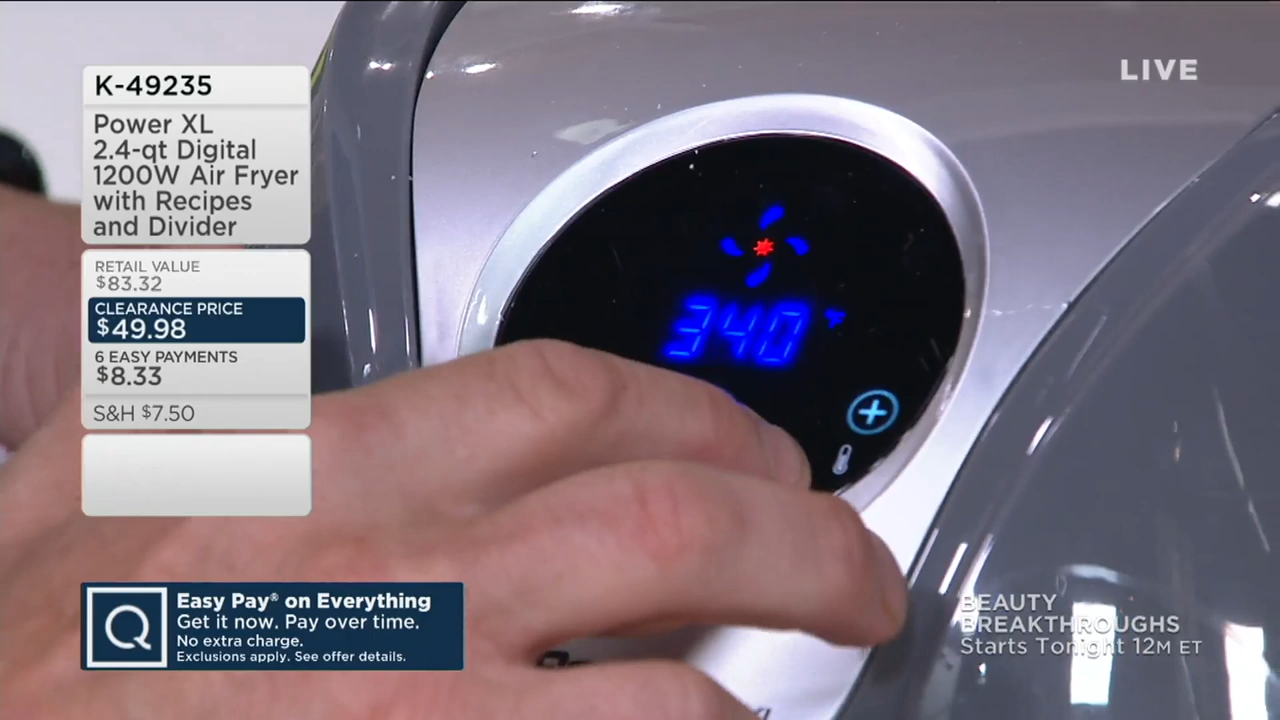 K-49235
Power XL
2.4-qt Digital
1200W Air Fryer
with Recipes
and Divider
RETAIL VALUE
$83.32
CLEARANCE PRICE
$49.98
6 EASY PAYMENTS
$8.33
S&H $7.50
LIVE
340
Q
Easy Pay® on Everything
Get it now. Pay over time.
No extra charge.
Exclusions apply. See offer details.
BEAUTY
BREAKTHROUGHS
Starts Tonight 12M ET